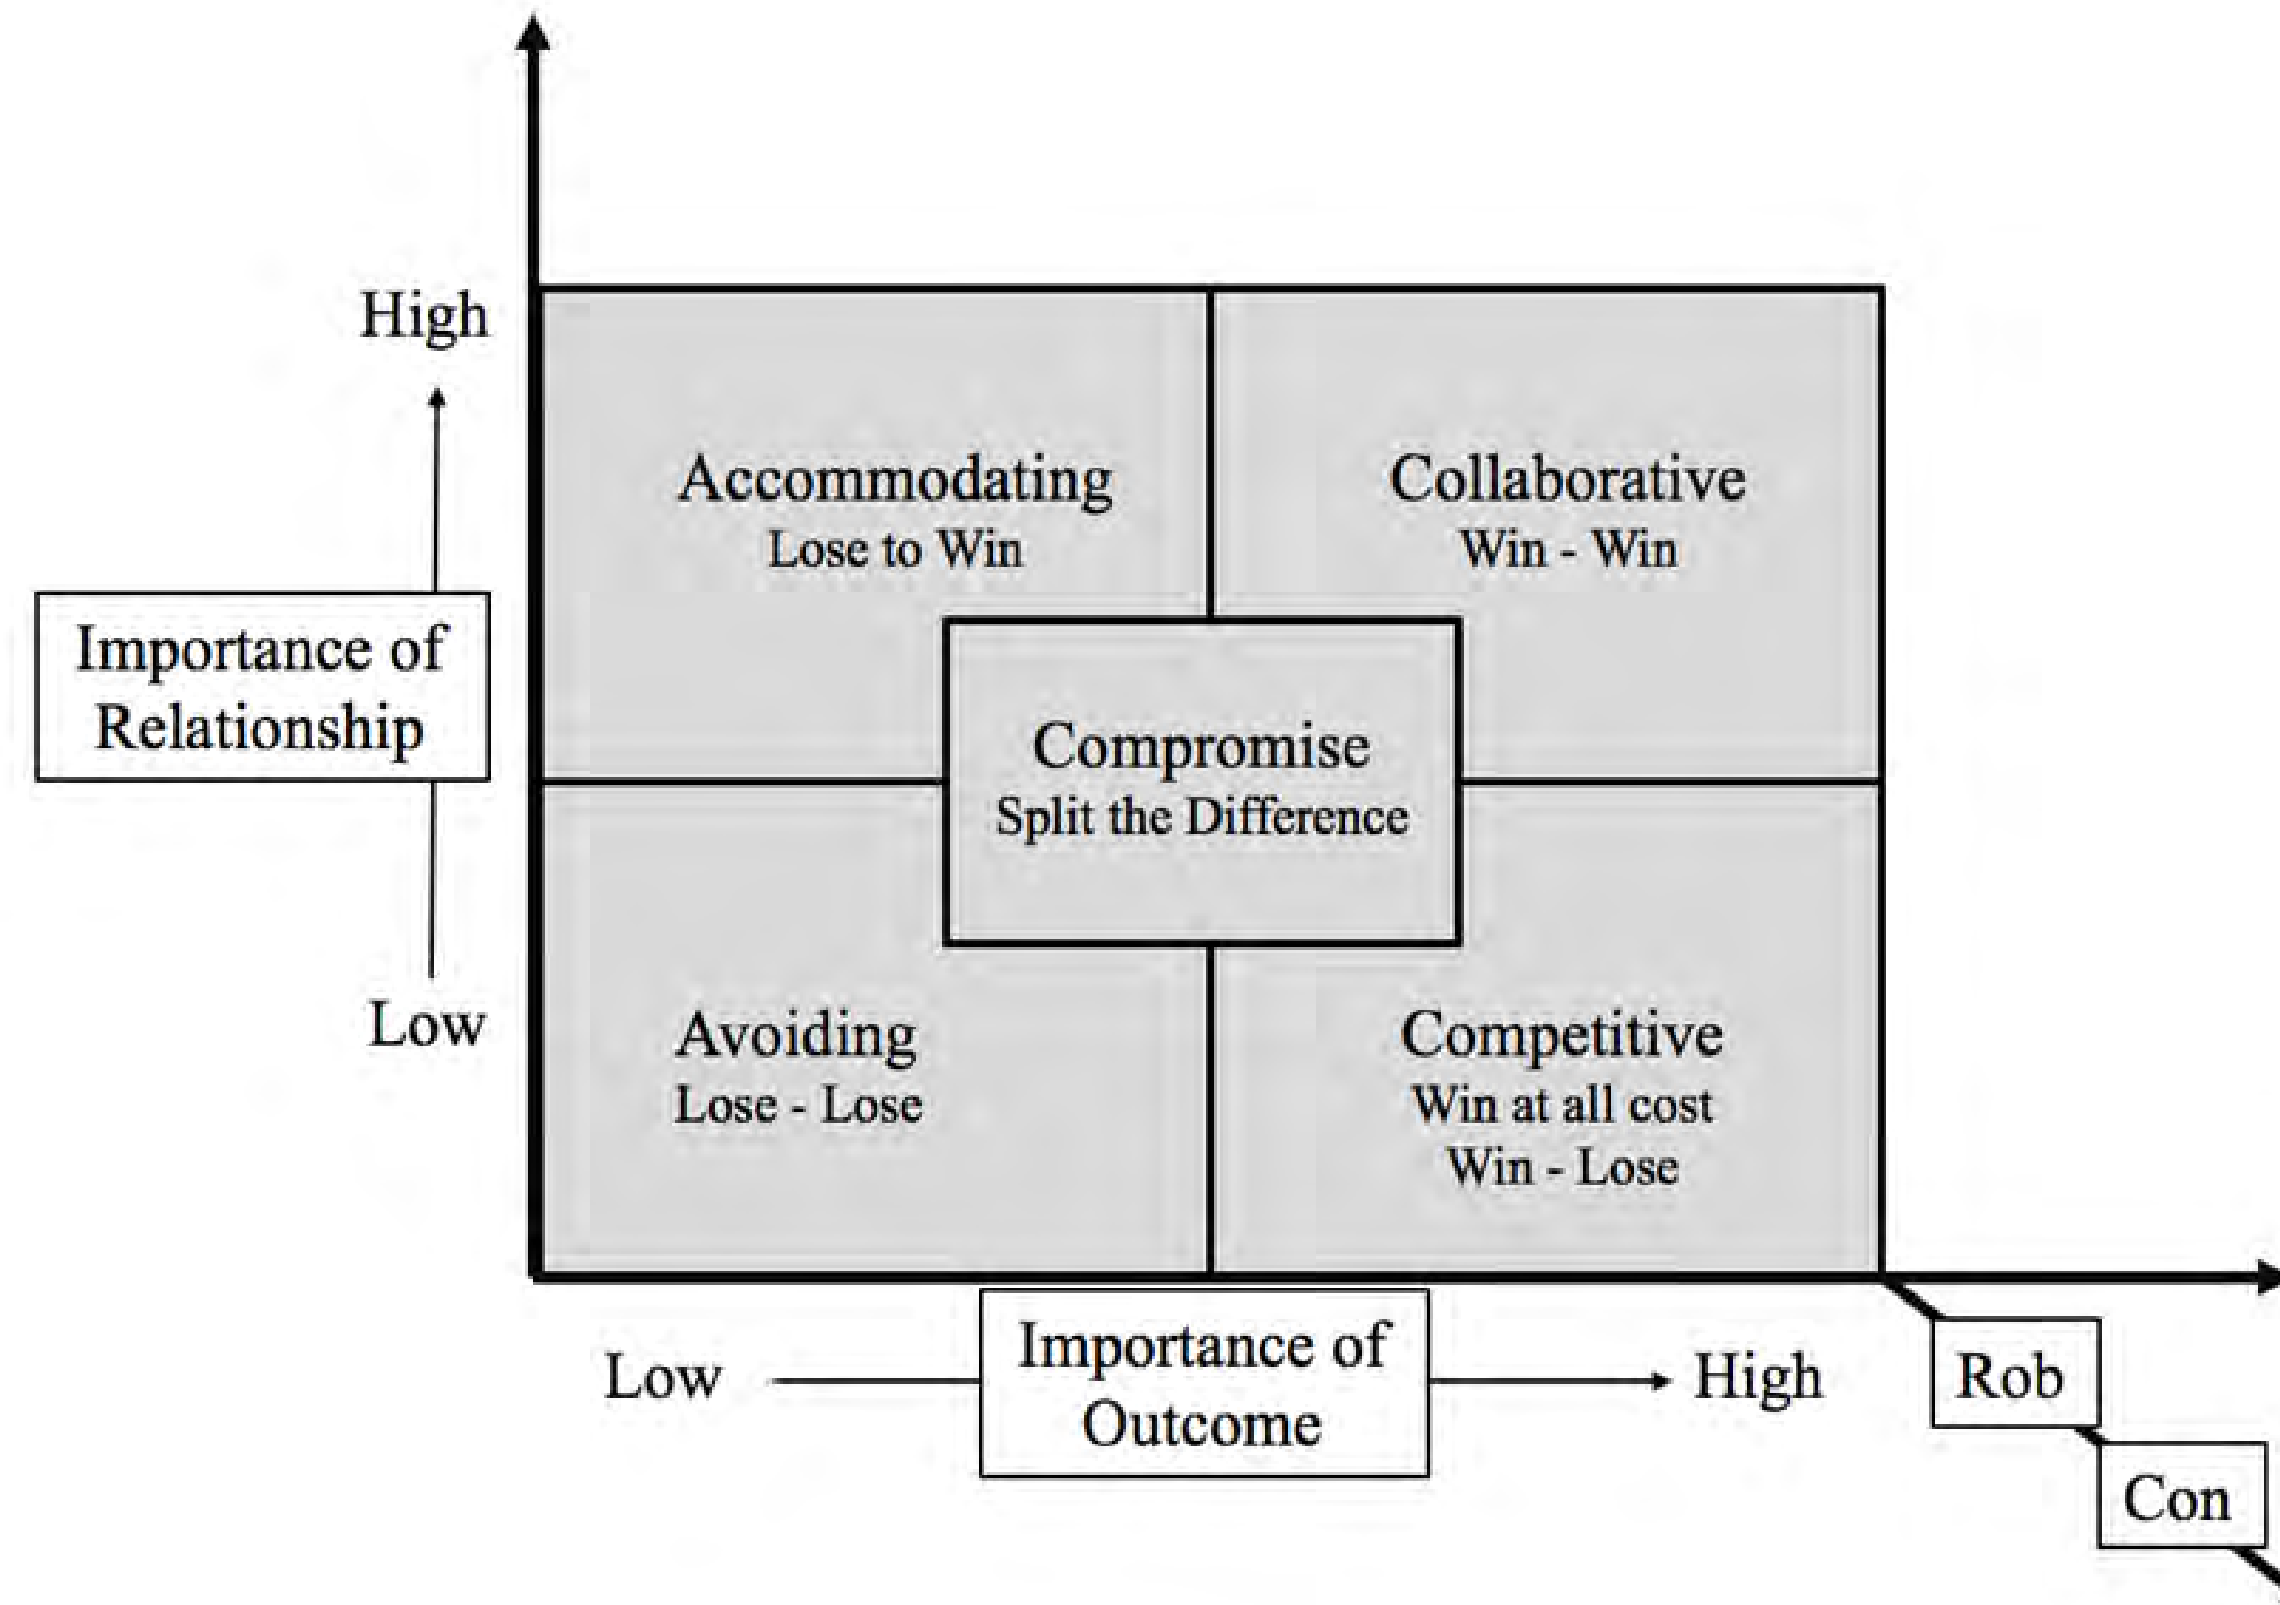 High
Accommodating
Lose to Win
Collaborative
Win - Win
Importance of
Relationship
Compromise
Split the Difference
Low
Avoiding
Lose - Lose
Competitive
Win at all cost
Win - Lose
Low
Importance of
Outcome
High
Rob
Con